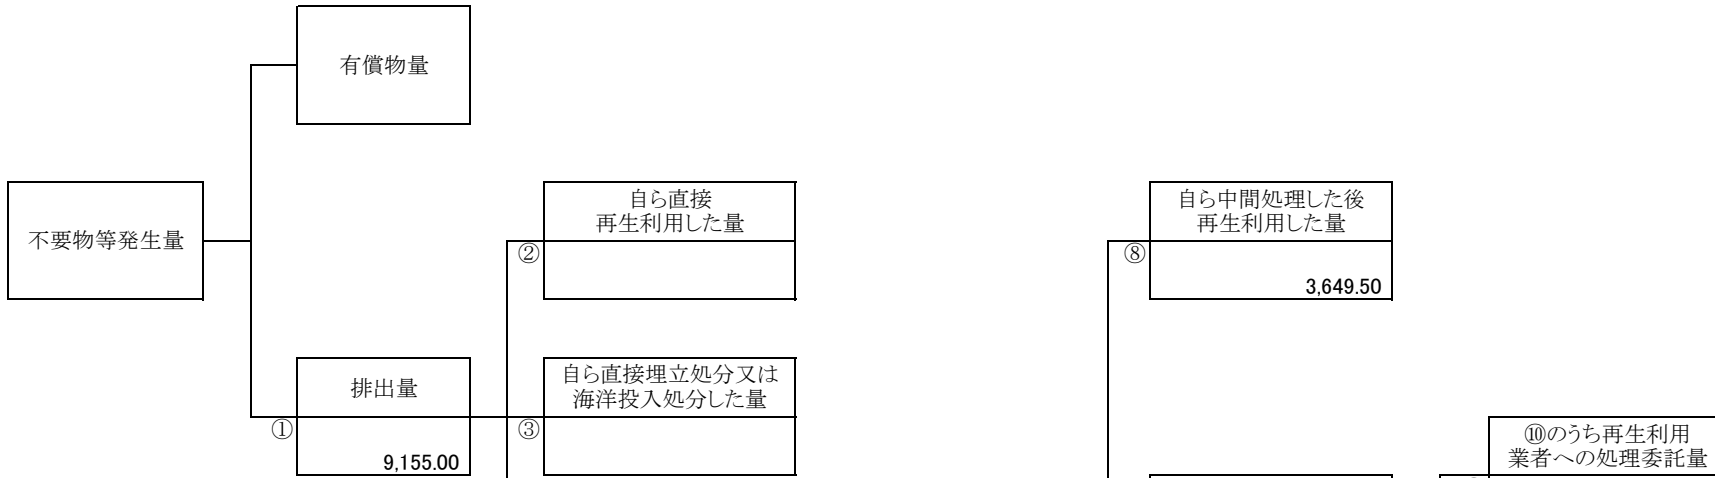 有償物量
不要物等発生量
自ら直接
再生利用した量
②
自ら中間処理した後
再生利用した量
⑧
3,649.50
排出量
①
9,155.00
自ら直接埋立処分又は
海洋投入処分した量
③
⑩のうち再生利用
業者への処理委託量